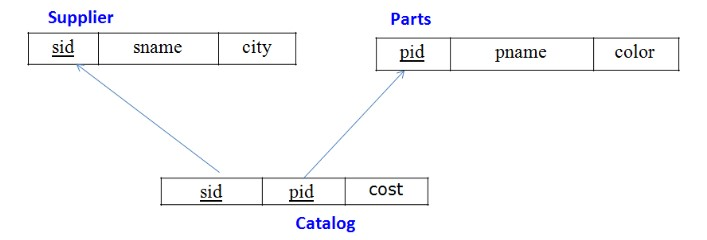 Supplier
sid sname city
Parts
pid pname color
sid pid cost
Catalog